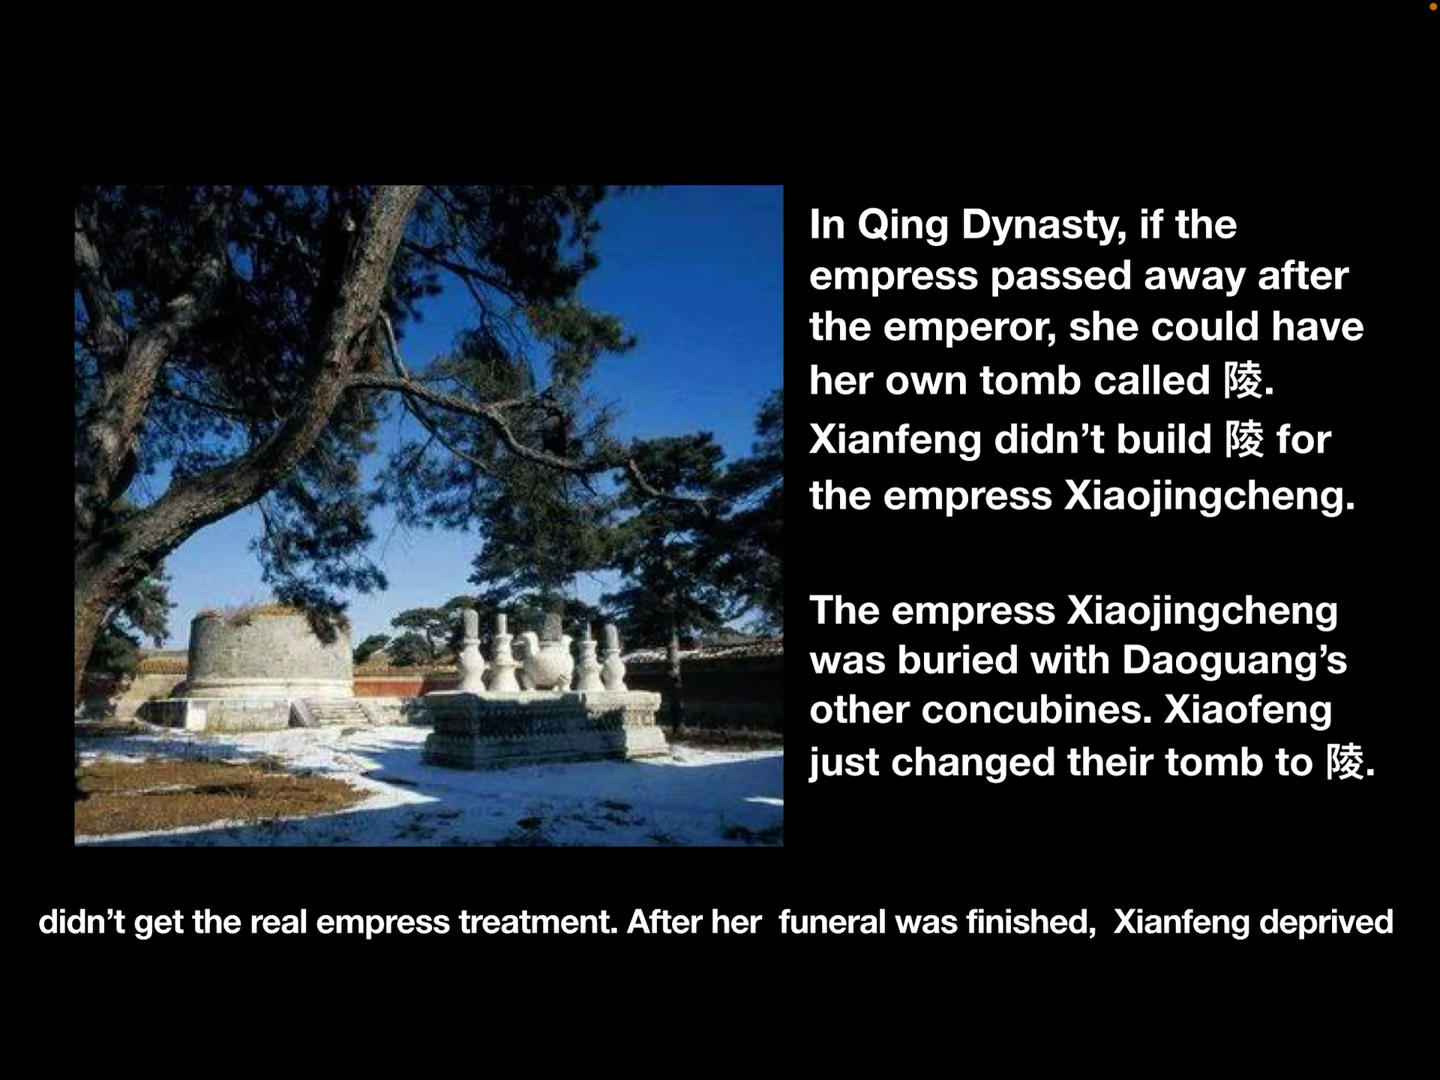 In Qing Dynasty, if the
empress passed away after
the emperor, she could have
her own tomb called 陵.
Xianfeng didn’t build 陵 for
the empress Xiaojingcheng.
The empress Xiaojingcheng
was buried with Daoguang’s
other concubines. Xiaofeng
just changed their tomb to 陵.
didn’t get the real empress treatment. After her funeral was finished, Xianfeng deprived